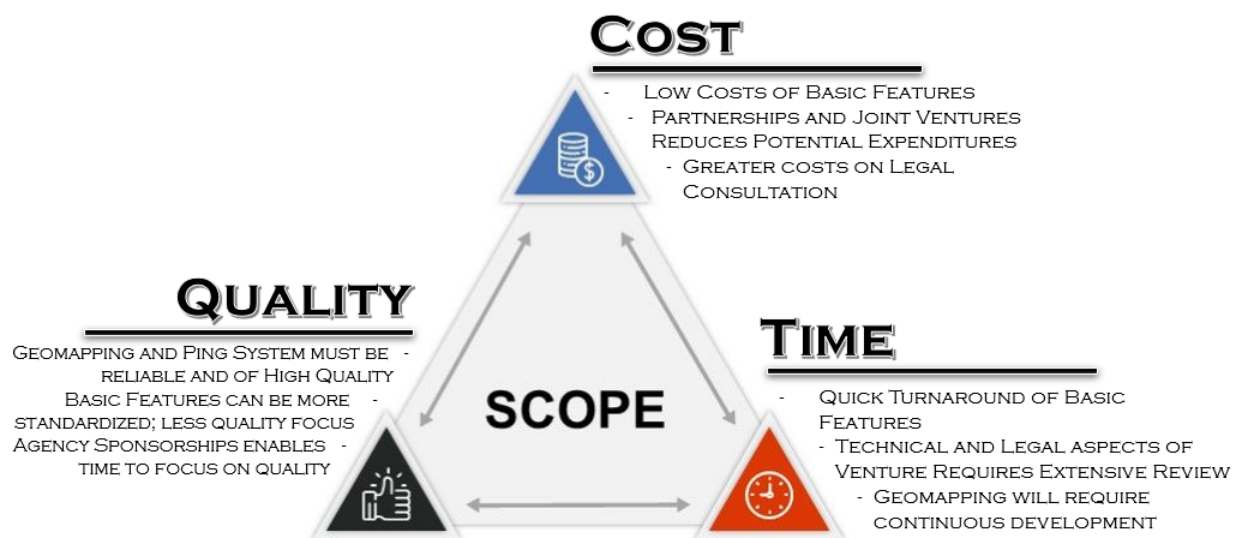 Cost
- Low Costs of Basic Features
- Partnerships and Joint Ventures
Reduces Potential Expenditures
- Greater costs on Legal
Consultation
$
Quality
Geomapping and Ping System must be -
reliable and of High Quality
Basic Features can be more -
standardized; less quality focus
Agency Sponsorships enables -
time to focus on quality
SCOPE
Time
- Quick Turnaround of Basic
Features
- Technical and Legal aspects of
Venture Requires Extensive Review
- Geomapping will require
continuous development